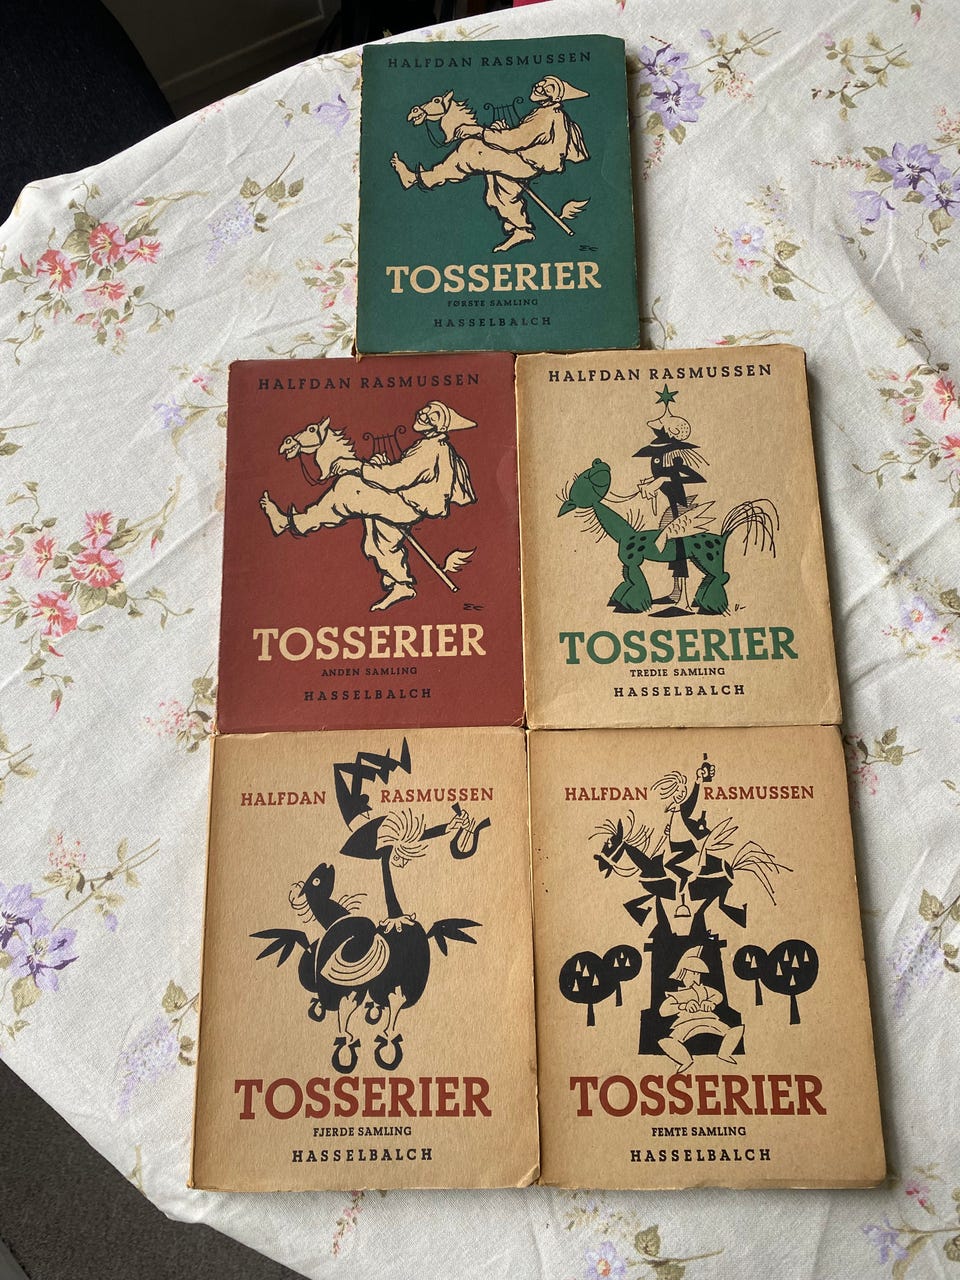 HALFDAN RASMUSSEN
TOSSERIER
FØRSTE SAMLING
HASSELBALCH
HALFDAN RASMUSSEN
TOSSERIER
ANDEN SAMLING
HASSELBALCH
HALFDAN RASMUSSEN
TOSSERIER
TREDIE SAMLING
HASSELBALCH
HALFDAN RASMUSSEN
TOSSERIER
FJERDE SAMLING
HASSELBALCH
HALFDAN RASMUSSEN
TOSSERIER
FEMTE SAMLING
HASSELBALCH